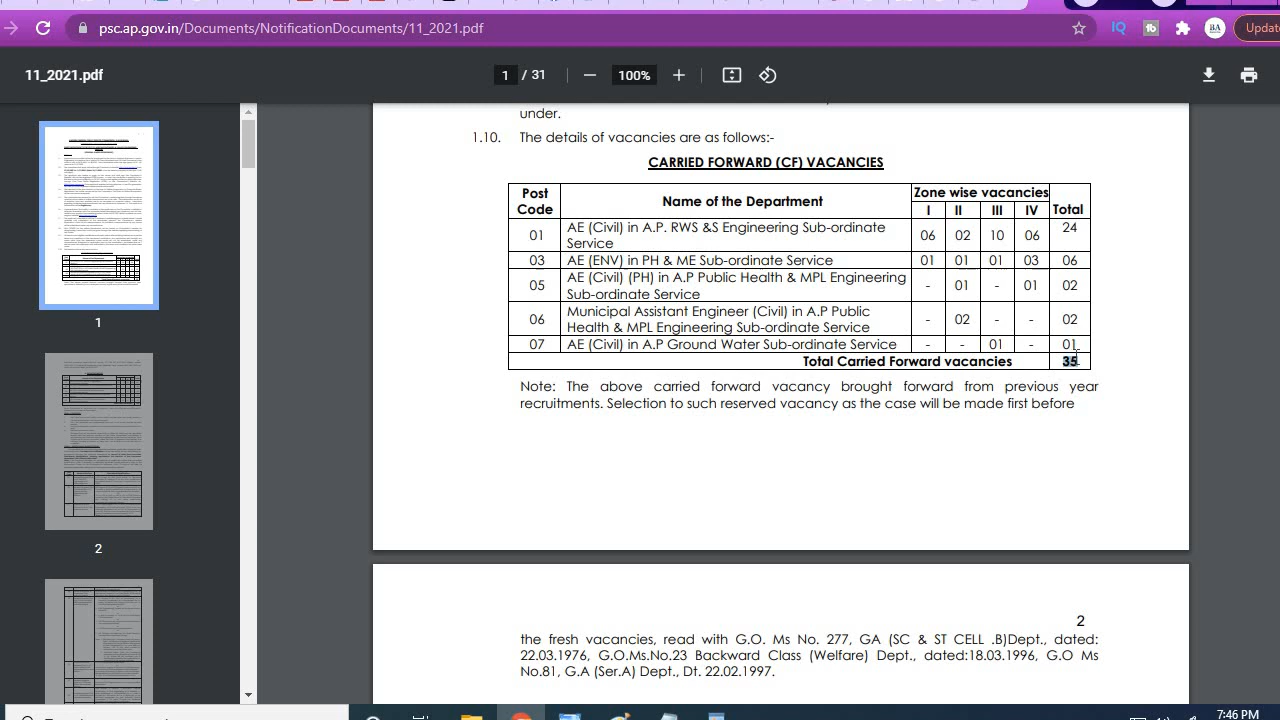 psc.ap.gov.in/Documents/NotificationDocuments/11_2021.pdf
IQ
tb
BA
Update
11_2021.pdf
1 / 31
100%
under.
1.10. The details of vacancies are as follows:-
CARRIED FORWARD (CF) VACANCIES
Post Code Name of the Department Zone wise vacancies Total
I II III IV
01 AE (Civil) in A.P. RWS &S Engineering Sub-ordinate Service 06 02 10 06 24
03 AE (ENV) in PH & ME Sub-ordinate Service 01 01 01 03 06
05 AE (Civil) (PH) in A.P Public Health & MPL Engineering Sub-ordinate Service - 01 - 01 02
06 Municipal Assistant Engineer (Civil) in A.P Public Health & MPL Engineering Sub-ordinate Service - 02 - - 02
07 AE (Civil) in A.P Ground Water Sub-ordinate Service - - 01 - 01
Total Carried Forward vacancies 35
Note: The above carried forward vacancy brought forward from previous year
recruitments. Selection to such reserved vacancy as the case will be made first before
2
the fresh vacancies, read with G.O. Ms No. 277, GA (SC & ST CELL .B)Dept., dated:
22.03.1976, G.O.Ms.No.23 Backward Class (Welfare) Dept., dated:18.03.1996, G.O Ms
No.81, G.A (Ser.A) Dept., Dt. 22.02.1997.
1
2
7:46 PM